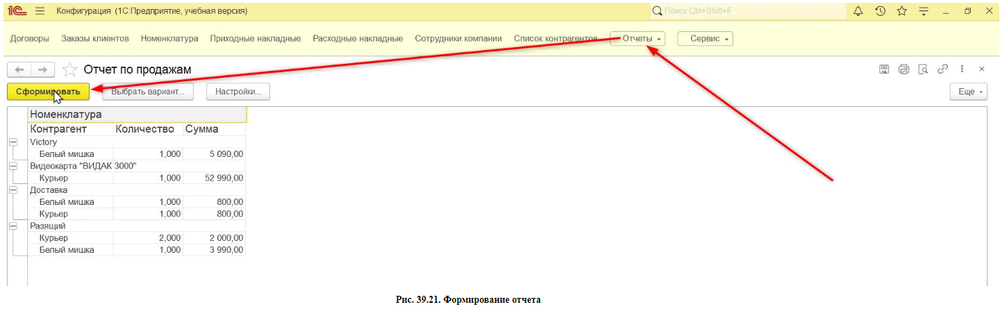 1С Конфигурация (1С:Предприятие, учебная версия) Поиск Ctrl+Shift+F
Договоры Заказы клиентов Номенклатура Приходные накладные Расходные накладные Сотрудники компании Список контрагентов Отчеты Сервис
Отчет по продажам
Сформировать Выбрать вариант... Настройки... Еще
Номенклатура
Контрагент Количество Сумма
Victory
Белый мишка 1,000 5 090,00
Видеокарта "ВИДАК 3000"
Курьер 1,000 52 990,00
Доставка
Белый мишка 1,000 800,00
Курьер 1,000 800,00
Разящий
Курьер 2,000 2 000,00
Белый мишка 1,000 3 990,00
Рис. 39.21. Формирование отчета